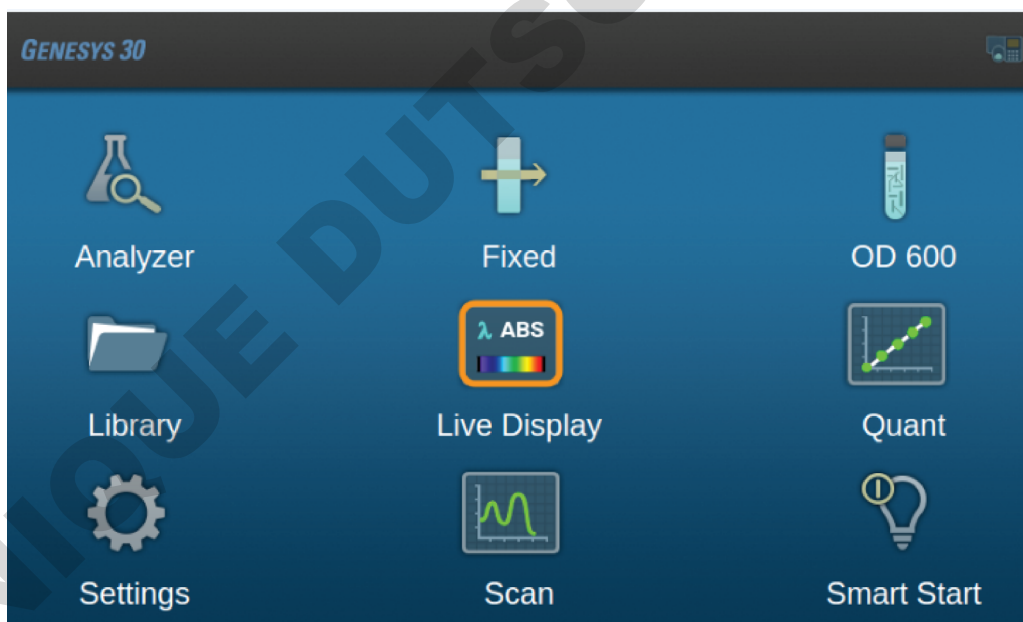 GENESYS 30
Analyzer Fixed OD 600
λ ABS
Library Live Display Quant
Settings Scan Smart Start